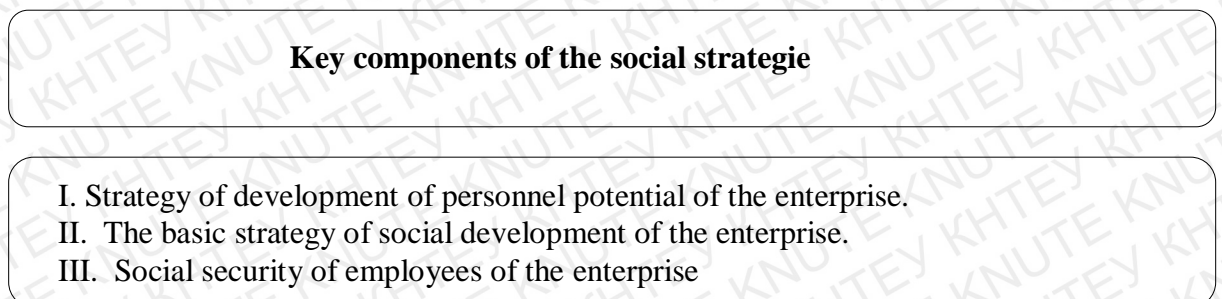 Key components of the social strategie
I. Strategy of development of personnel potential of the enterprise.
II. The basic strategy of social development of the enterprise.
III. Social security of employees of the enterprise